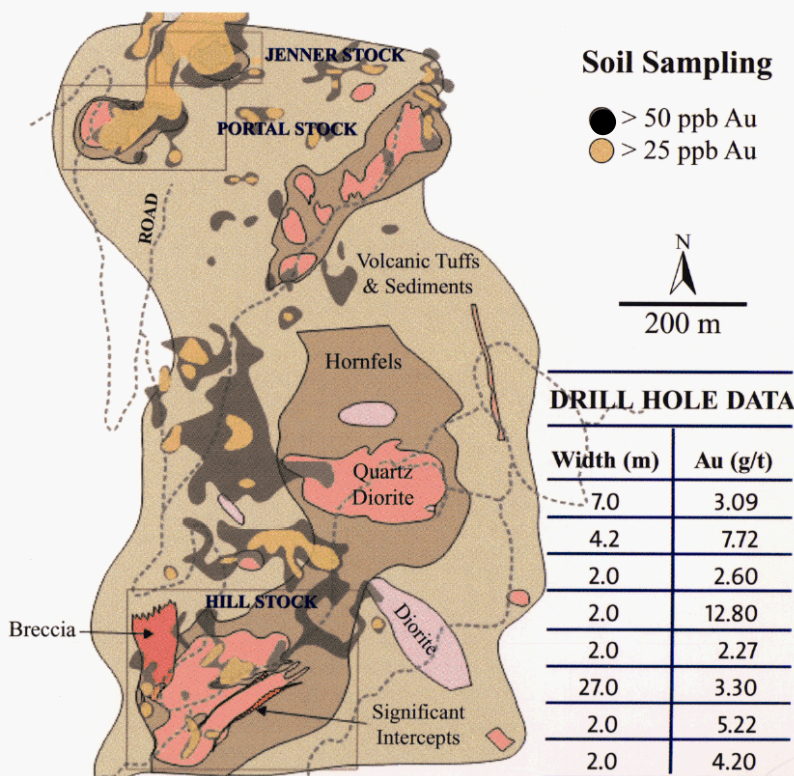 JENNER STOCK
PORTAL STOCK
ROAD
Volcanic Tuffs
& Sediments
Hornfels
Quartz
Diorite
HILL STOCK
Breccia
Diorite
Significant
Intercepts
Soil Sampling
> 50 ppb Au
> 25 ppb Au
N
200 m
DRILL HOLE DATA
Width (m) Au (g/t)
7.0 3.09
4.2 7.72
2.0 2.60
2.0 12.80
2.0 2.27
27.0 3.30
2.0 5.22
2.0 4.20